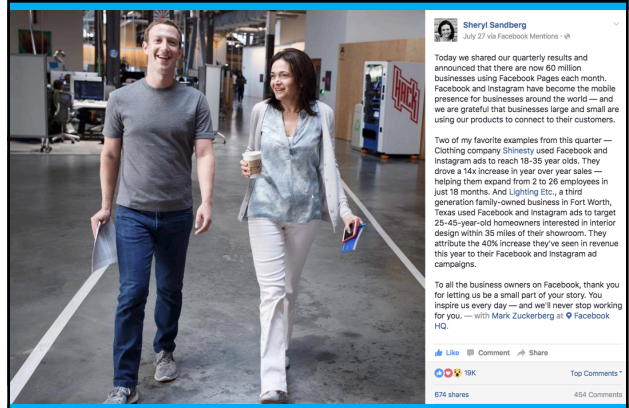 HACK
Sheryl Sandberg
July 27 via Facebook Mentions ·
Today we shared our quarterly results and
announced that there are now 60 million
businesses using Facebook Pages each month.
Facebook and Instagram have become the mobile
presence for businesses around the world — and
we are grateful that businesses large and small are
using our products to connect to their customers.
Two of my favorite examples from this quarter —
Clothing company Shinesty used Facebook and
Instagram ads to reach 18-35 year olds. They
drove a 14x increase in year over year sales —
helping them expand from 2 to 26 employees in
just 18 months. And Lighting Etc., a third
generation family-owned business in Fort Worth,
Texas used Facebook and Instagram ads to target
25-45-year-old homeowners interested in interior
design within 35 miles of their showroom. They
attribute the 40% increase they've seen in revenue
this year to their Facebook and Instagram ad
campaigns.
To all the business owners on Facebook, thank you
for letting us be a small part of your story. You
inspire us every day — and we'll never stop working
for you. — with Mark Zuckerberg at Facebook
HQ.
Like Comment Share
19K Top Comments
674 shares 454 Comments